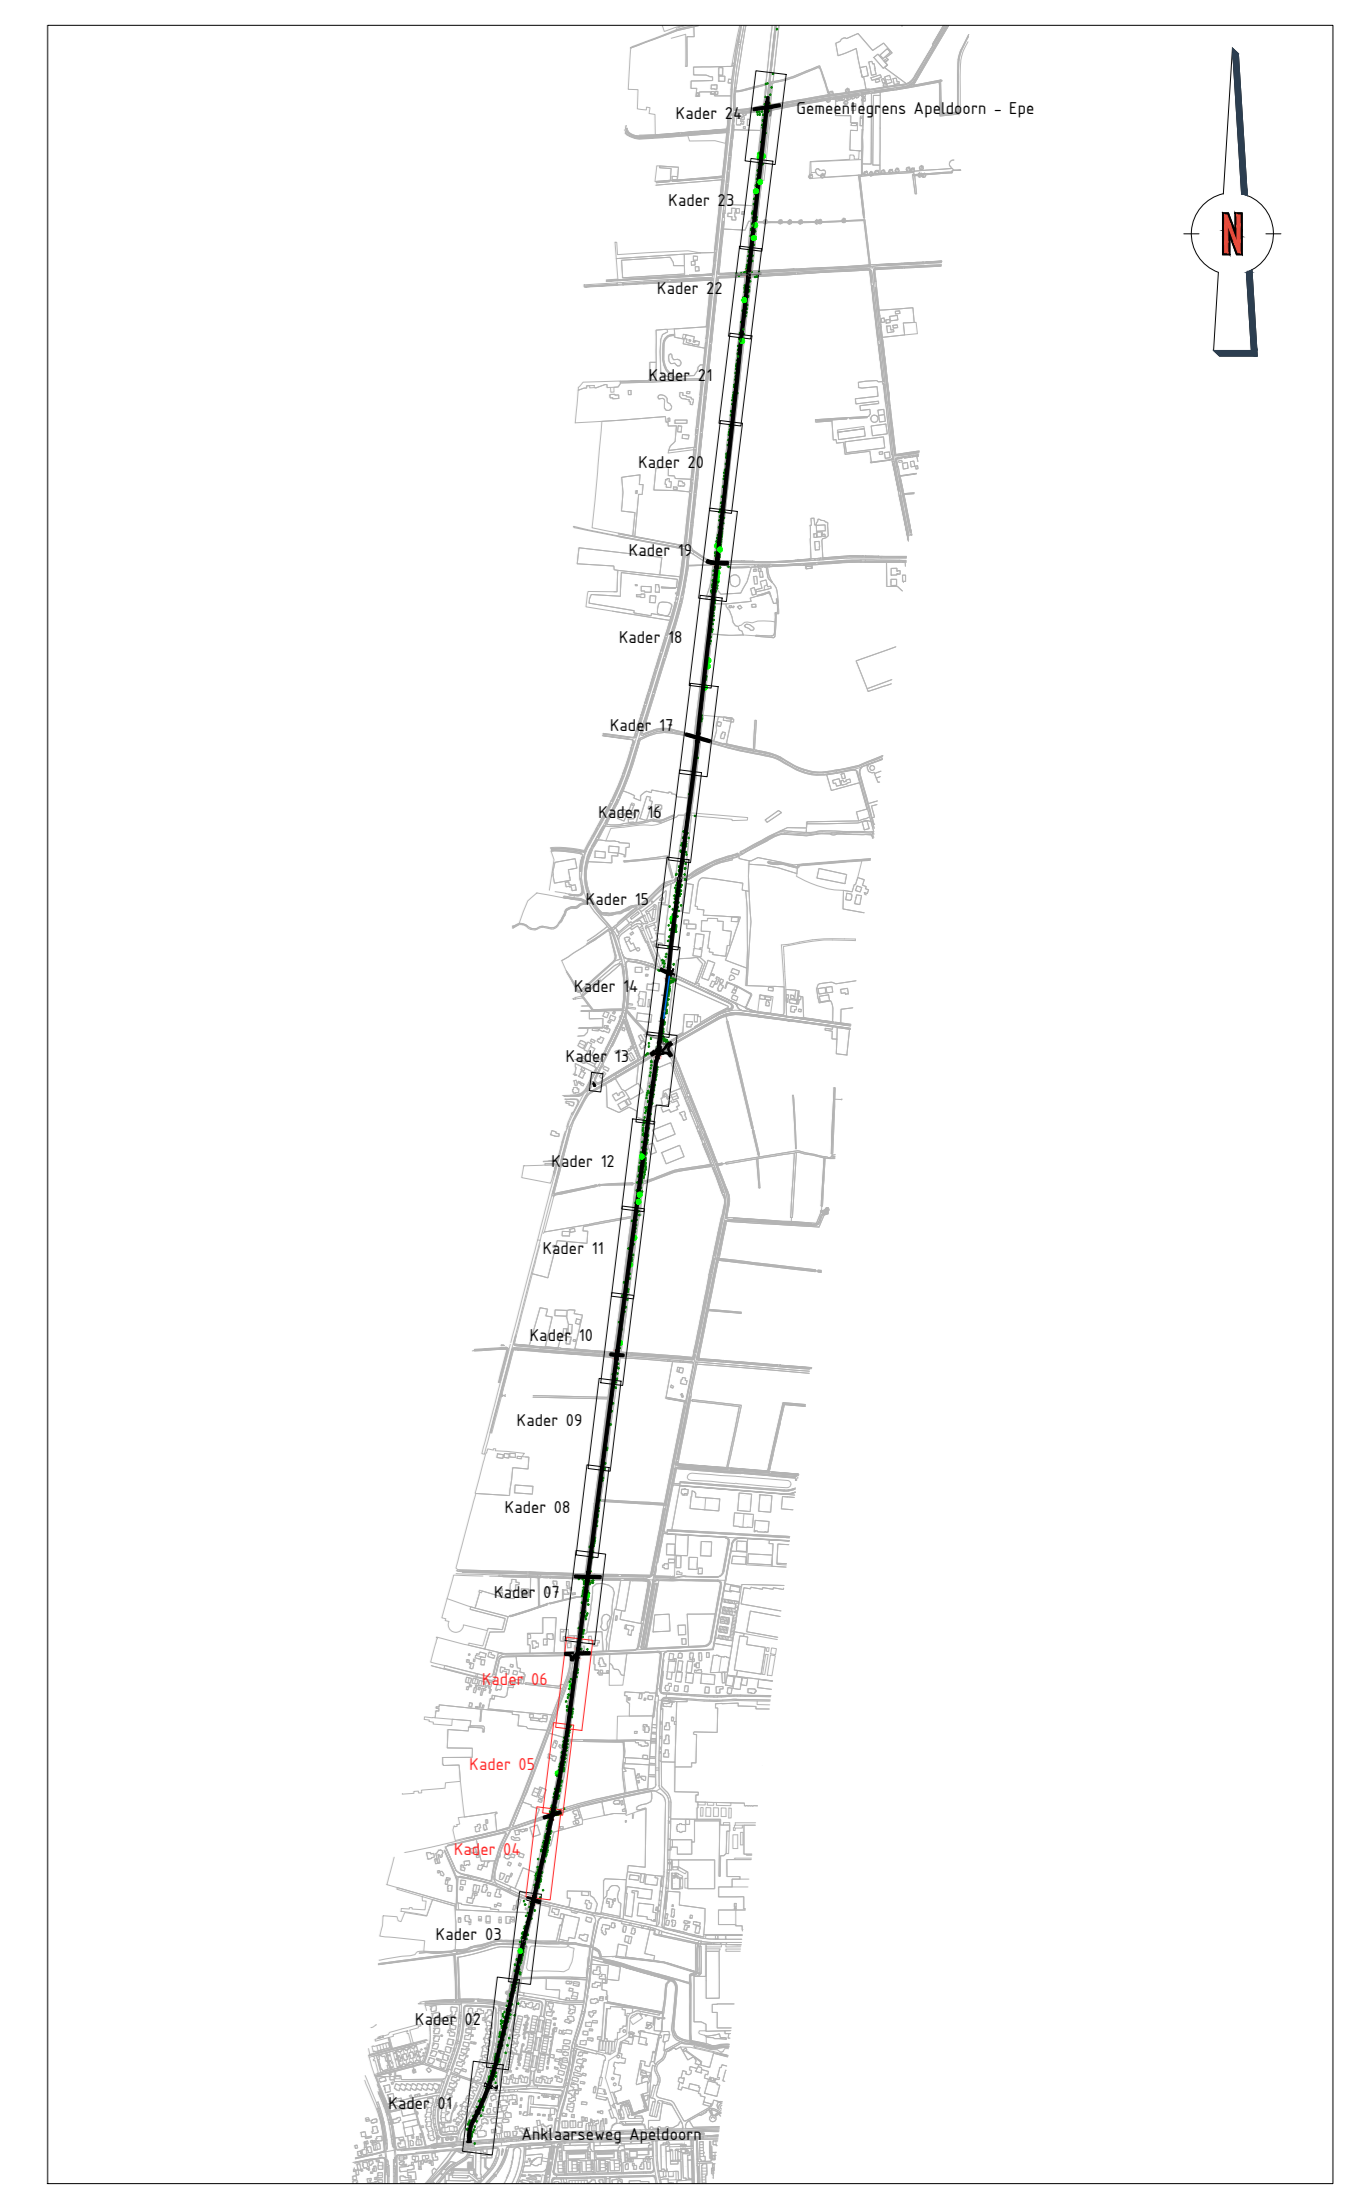 Kader 24
Gemeentegrens Apeldoorn - Epe
N
Kader 23
Kader 22
Kader 21
Kader 20
Kader 19
Kader 18
Kader 17
Kader 16
Kader 15
Kader 14
Kader 13
Kader 12
Kader 11
Kader 10
Kader 09
Kader 08
Kader 07
Kader 06
Kader 05
Kader 04
Kader 03
Kader 02
Kader 01
Anklaarseweg Apeldoorn